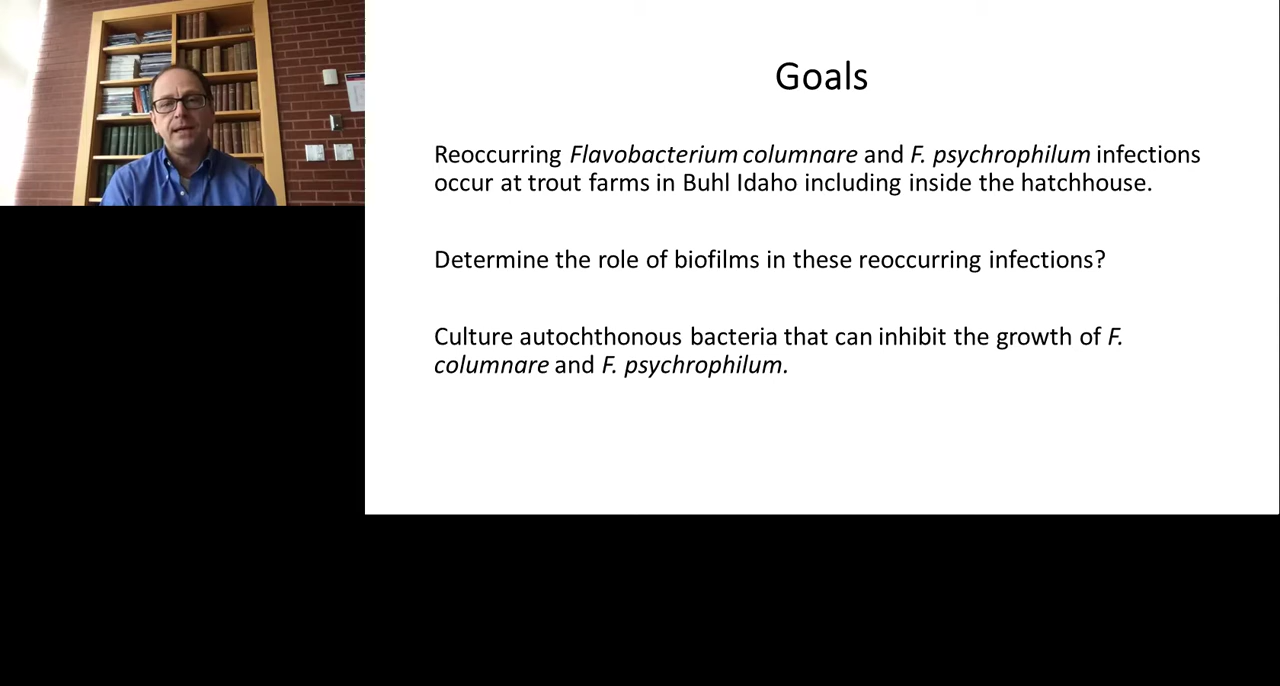 Goals
Reoccurring Flavobacterium columnare and F. psychrophilum infections
occur at trout farms in Buhl Idaho including inside the hatchhouse.
Determine the role of biofilms in these reoccurring infections?
Culture autochthonous bacteria that can inhibit the growth of F.
columnare and F. psychrophilum.